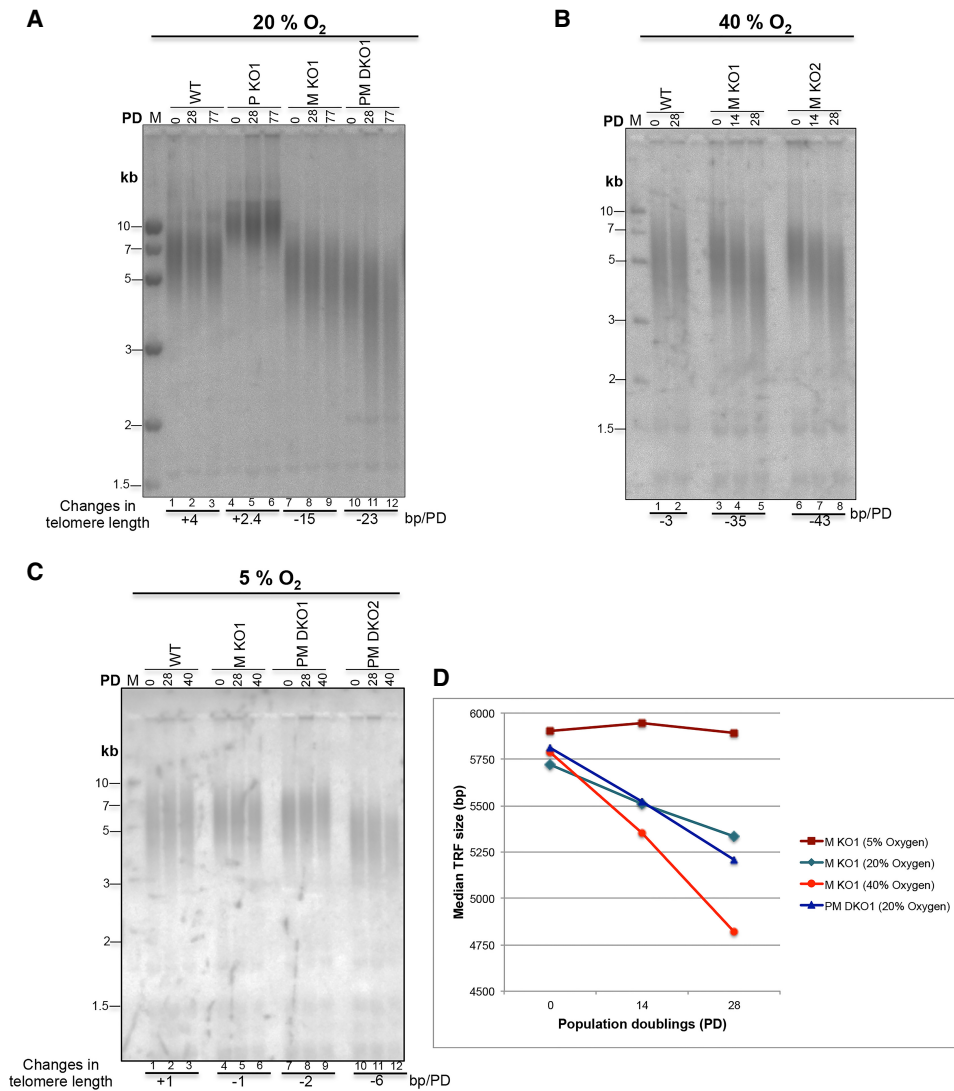 A
20 % O2
WT
P KO1
M KO1
PM DKO1
PD M 0 28 77 0 28 77 0 28 77 0 28 77
kb
10
7
5
3
2
1.5
1 2 3 4 5 6 7 8 9 10 11 12
Changes in
telomere length
+4 +2.4 -15 -23 bp/PD
B
40 % O2
WT
M KO1
M KO2
PD M 0 28 0 14 28 0 14 28
kb
10
7
5
3
2
1.5
1 2 3 4 5 6 7 8
-3 -35 -43 bp/PD
C
5 % O2
WT
M KO1
PM DKO1
PM DKO2
PD M 0 28 40 0 28 40 0 28 40 0 28 40
kb
10
7
5
3
2
1.5
1 2 3 4 5 6 7 8 9 10 11 12
Changes in
telomere length
+1 -1 -2 -6 bp/PD
D
6000
5750
5500
5250
5000
4750
4500
Median TRF size (bp)
0 14 28
Population doublings (PD)
M KO1 (5% Oxygen)
M KO1 (20% Oxygen)
M KO1 (40% Oxygen)
PM DKO1 (20% Oxygen)